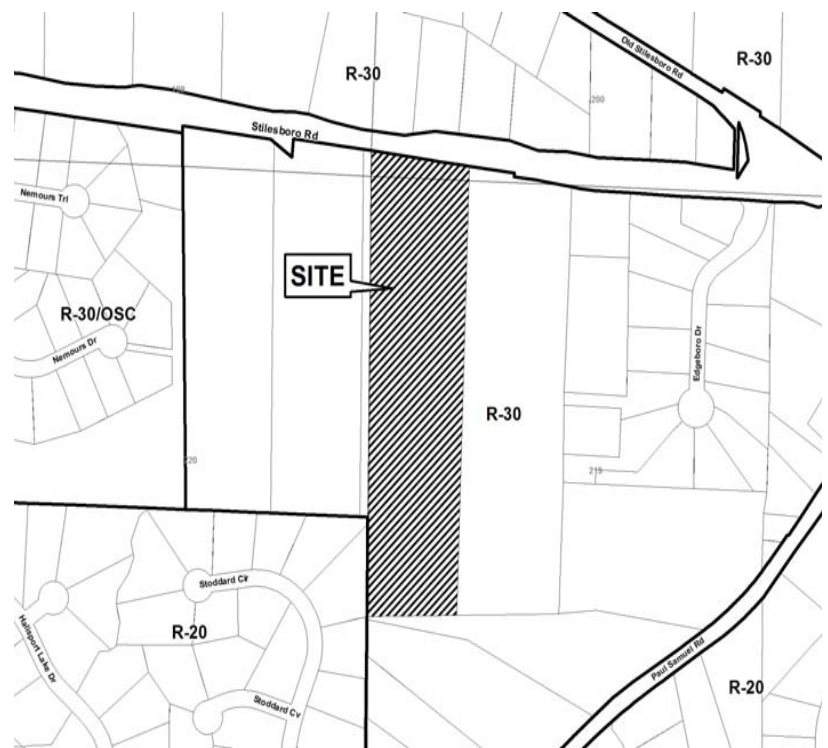 R-30
Old Stilesboro Rd
R-30
200
Stilesboro Rd
Nemours Trl
SITE
R-30/OSC
Nemours Dr
Edgeboro Dr
R-30
220
219
Stoddard Cir
R-20
Hallsport Lake Dr
Stoddard Cv
Paul Samuel Rd
R-20